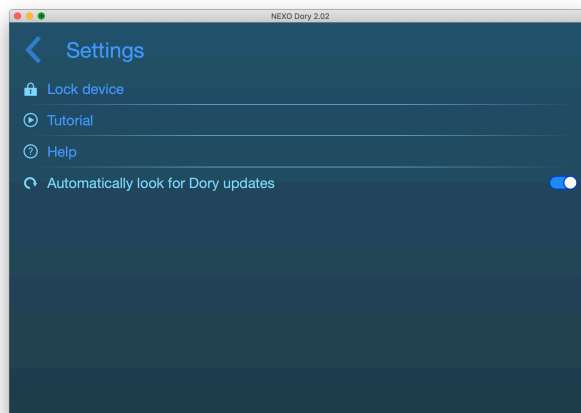 NEXO Dory 2.02
Settings
Lock device
Tutorial
Help
Automatically look for Dory updates